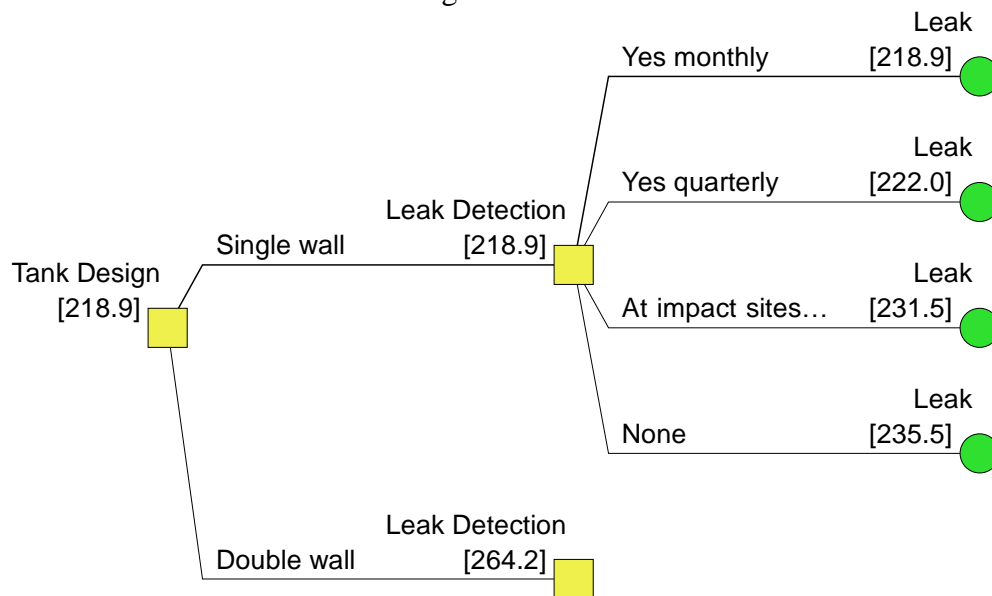 Leak
Yes monthly [218.9]
Leak
Yes quarterly [222.0]
Leak Detection
Single wall [218.9]
Tank Design
[218.9]
Leak
At impact sites… [231.5]
Leak
None [235.5]
Leak Detection
Double wall [264.2]